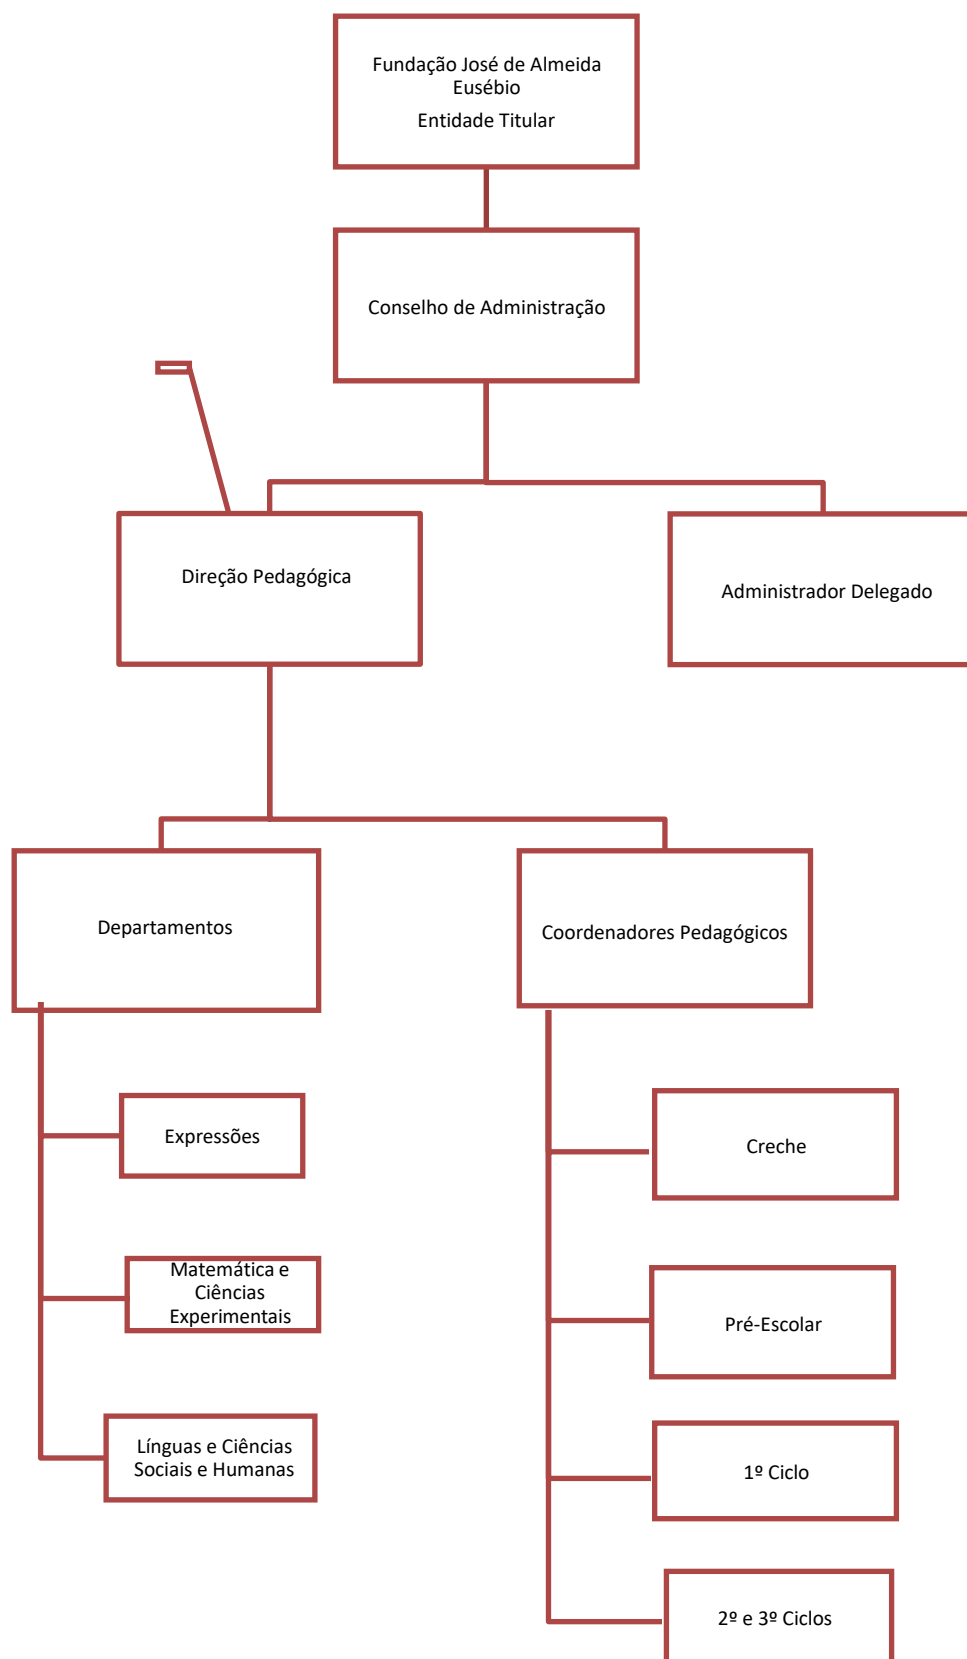 Fundação José de Almeida
Eusébio
Entidade Titular
Conselho de Administração
Direção Pedagógica
Administrador Delegado
Departamentos
Coordenadores Pedagógicos
Expressões
Matemática e
Ciências
Experimentais
Línguas e Ciências
Sociais e Humanas
Creche
Pré-Escolar
1º Ciclo
2º e 3º Ciclos